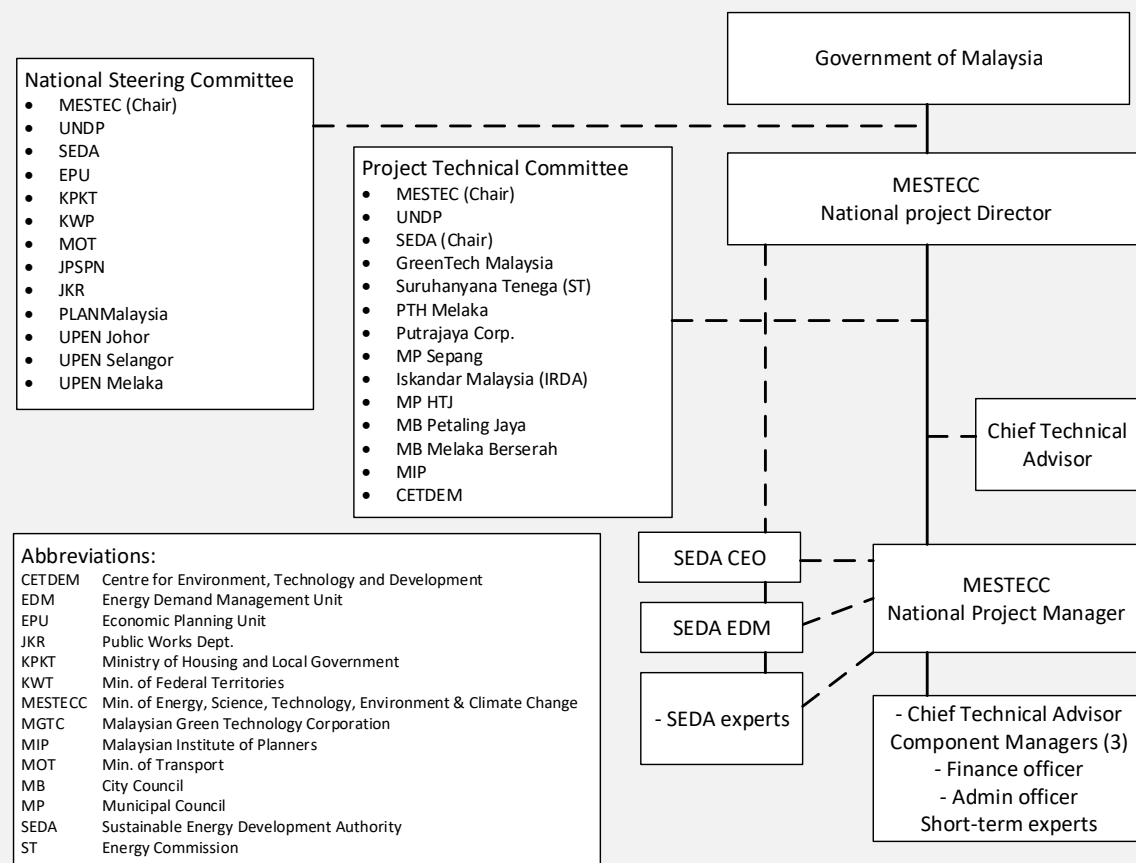 Government of Malaysia
National Steering Committee
• MESTEC (Chair)
• UNDP
• SEDA
• EPU
• KPKT
• KWP
• MOT
• JPSPN
• JKR
• PLANMalaysia
• UPEN Johor
• UPEN Selangor
• UPEN Melaka
Project Technical Committee
• MESTEC (Chair)
• UNDP
• SEDA (Chair)
• GreenTech Malaysia
• Suruhanyana Tenega (ST)
• PTH Melaka
• Putrajaya Corp.
• MP Sepang
• Iskandar Malaysia (IRDA)
• MP HTJ
• MB Petaling Jaya
• MB Melaka Berserah
• MIP
• CETDEM
MESTECC
National project Director
Chief Technical
Advisor
SEDA CEO
SEDA EDM
- SEDA experts
MESTECC
National Project Manager
- Chief Technical Advisor
Component Managers (3)
- Finance officer
- Admin officer
Short-term experts
Abbreviations:
CETDEM Centre for Environment, Technology and Development
EDM Energy Demand Management Unit
EPU Economic Planning Unit
JKR Public Works Dept.
KPKT Ministry of Housing and Local Government
KWT Min. of Federal Territories
MESTECC Min. of Energy, Science, Technology, Environment & Climate Change
MGTC Malaysian Green Technology Corporation
MIP Malaysian Institute of Planners
MOT Min. of Transport
MB City Council
MP Municipal Council
SEDA Sustainable Energy Development Authority
ST Energy Commission